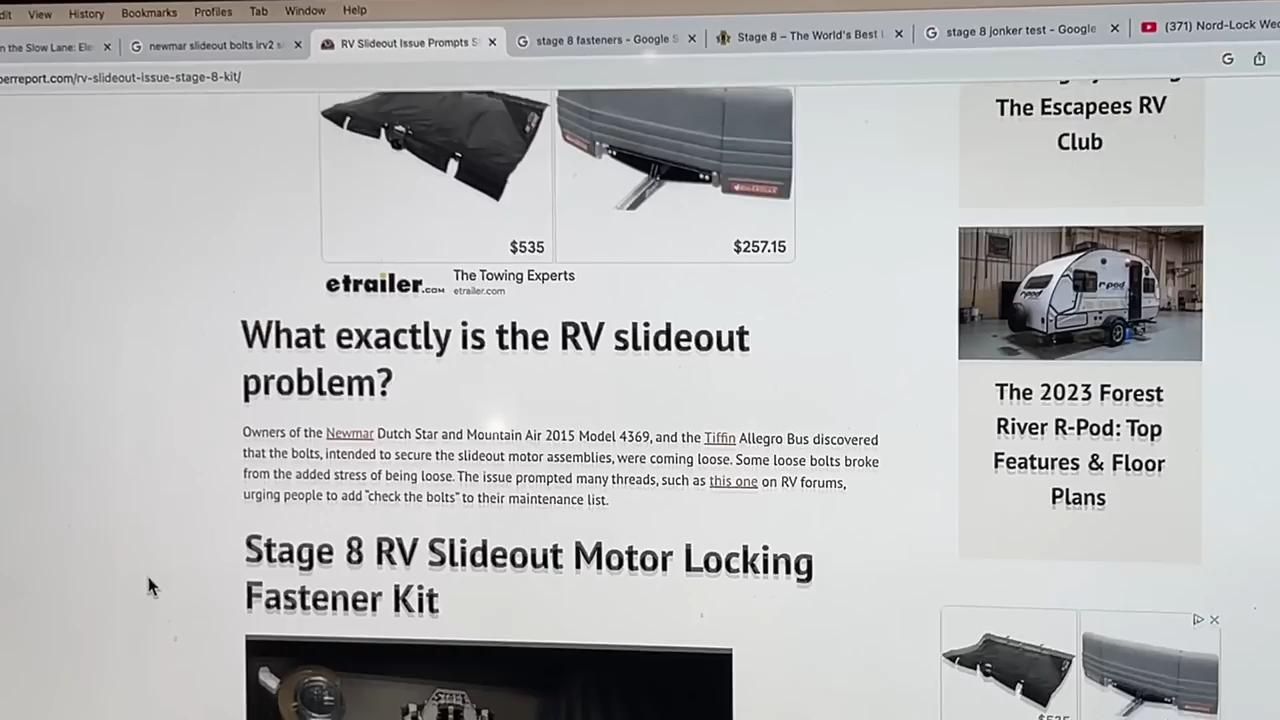 dit View History Bookmarks Profiles Tab Window Help
n the Slow Lane: Ele
newmar slideout bolts irv2 s
RV Slideout Issue Prompts S
stage 8 fasteners - Google S
Stage 8 – The World's Best L
stage 8 jonker test - Google
(371) Nord-Lock We
perreport.com/rv-slideout-issue-stage-8-kit/
$535
$257.15
etrailer.com
The Towing Experts
etrailer.com
What exactly is the RV slideout
problem?
Owners of the Newmar Dutch Star and Mountain Air 2015 Model 4369, and the Tiffin Allegro Bus discovered
that the bolts, intended to secure the slideout motor assemblies, were coming loose. Some loose bolts broke
from the added stress of being loose. The issue prompted many threads, such as this one on RV forums,
urging people to add “check the bolts” to their maintenance list.
Stage 8 RV Slideout Motor Locking
Fastener Kit
The Escapees RV
Club
r·pod
The 2023 Forest
River R-Pod: Top
Features & Floor
Plans